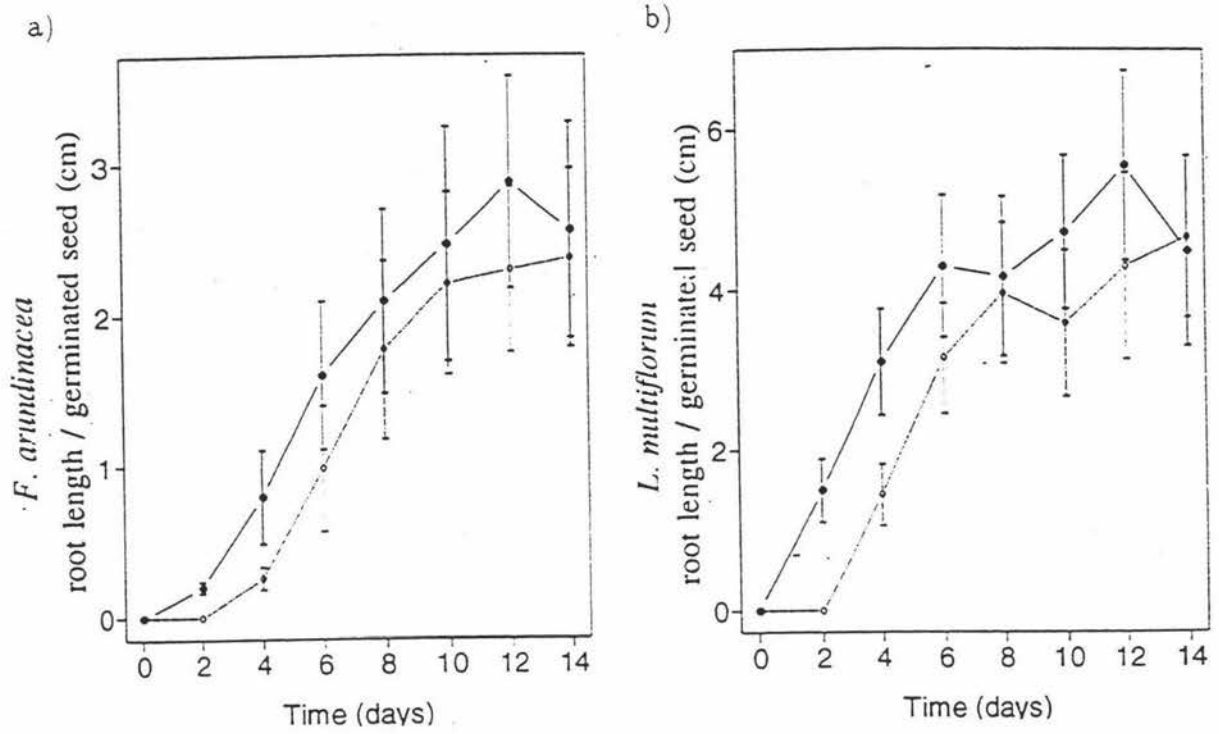 a)
F. arundinacea
root length / germinated seed (cm)
3
2
1
0
0 2 4 6 8 10 12 14
Time (days)
b)
L. multiflorum
root length / germinated seed (cm)
6
4
2
0
0 2 4 6 8 10 12 14
Time (days)